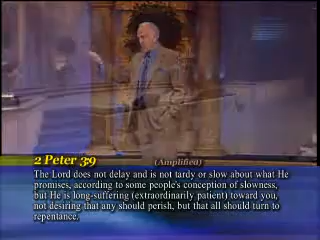 2 Peter 3:9
(Amplified)
The Lord does not delay and is not tardy or slow about what He
promises, according to some people's conception of slowness,
but He is long-suffering (extraordinarily patient) toward you,
not desiring that any should perish, but that all should turn to
repentance.